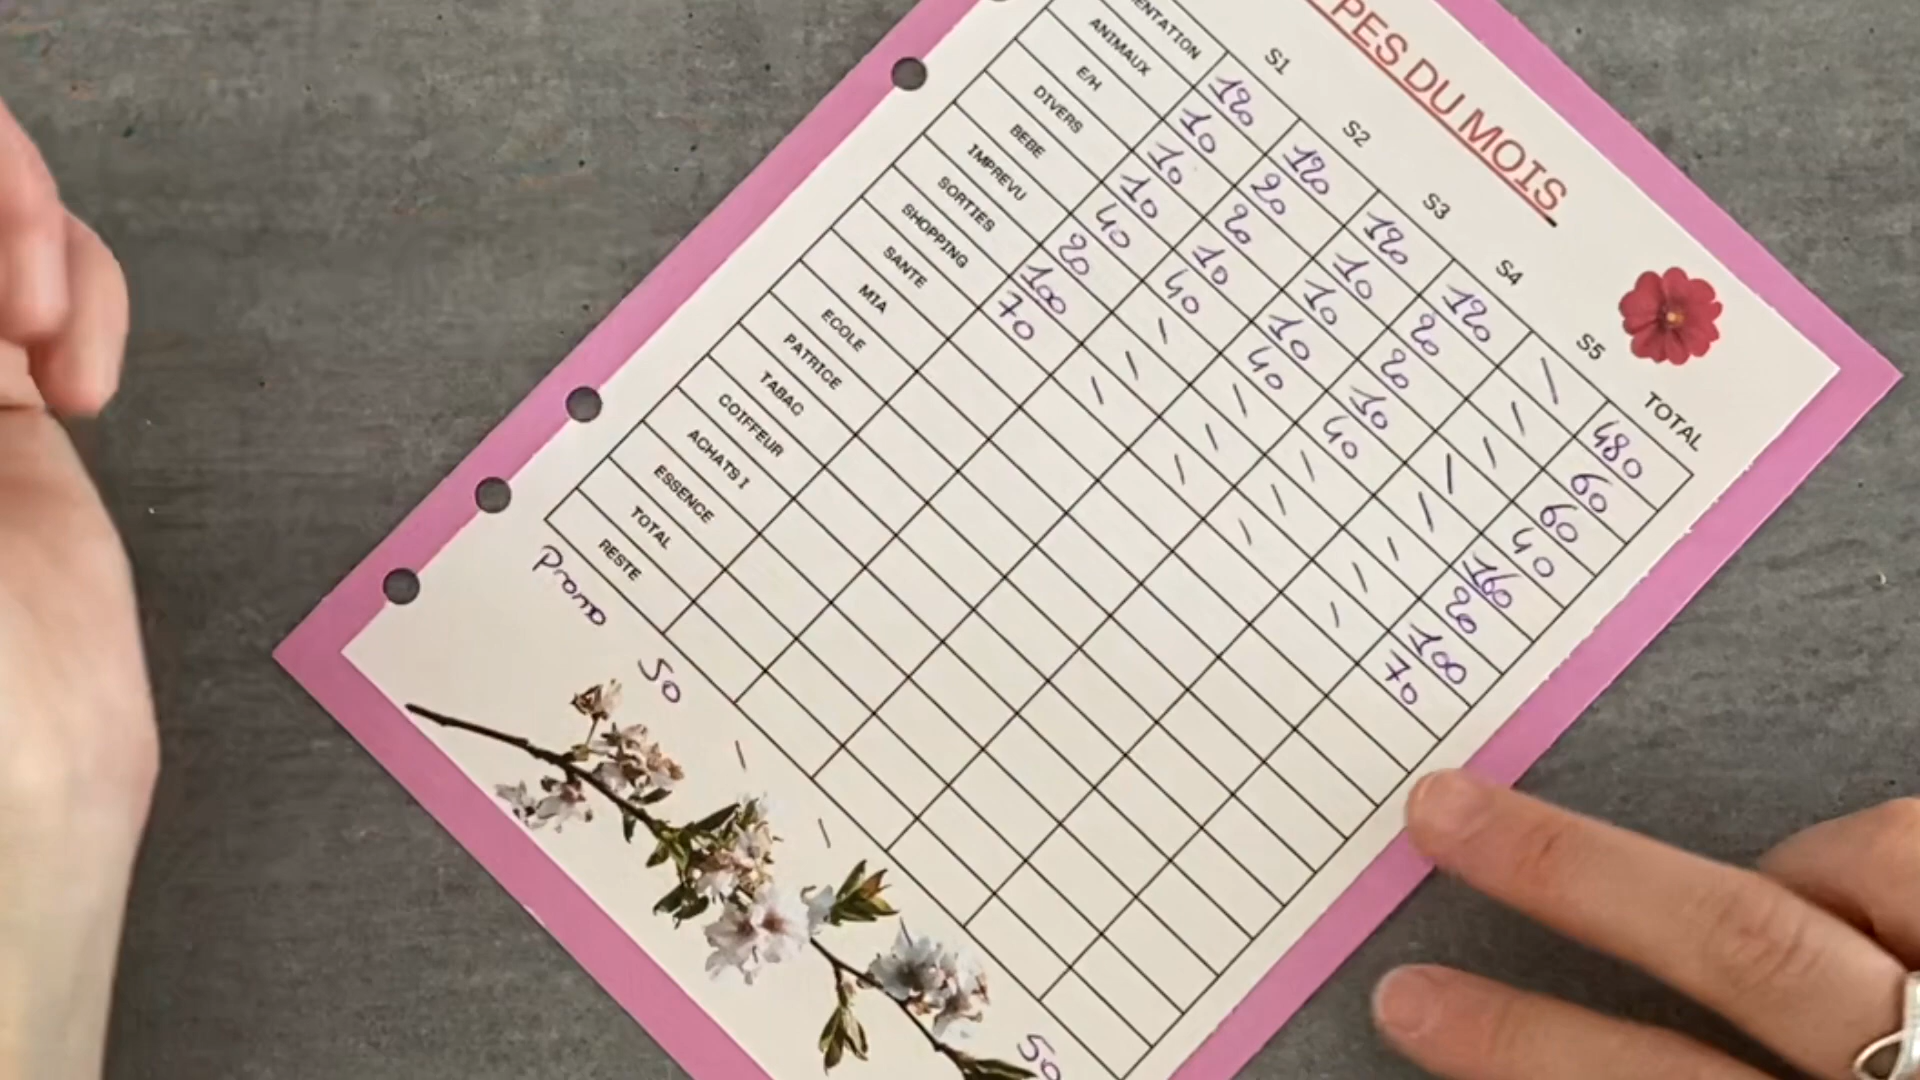 PES DU MOIS
S1 S2 S3 S4 S5 TOTAL
ENTATION 120 120 120 120 / 480
ANIMAUX 10 20 10 20 / 60
E/H 10 20 10 20 / 60
DIVERS 10 10 10 10 / 40
BEBE 40 40 40 40 / 160
IMPREVU 20 / / / / 20
SORTIES 100 / / / / 100
SHOPPING 70 / / / / 70
SANTE
MIA
ECOLE
PATRICE
TABAC
COIFFEUR
ACHATS I
ESSENCE
TOTAL
RESTE
Promo 50 / / 50